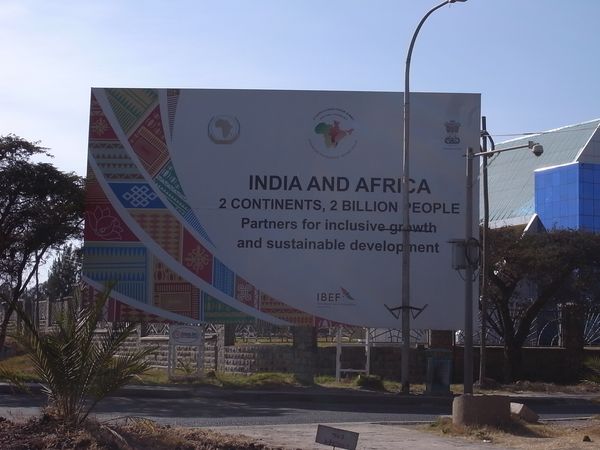 INDIA AND AFRICA
2 CONTINENTS, 2 BILLION PEOPLE
Partners for inclusive growth
and sustainable development
IBEF